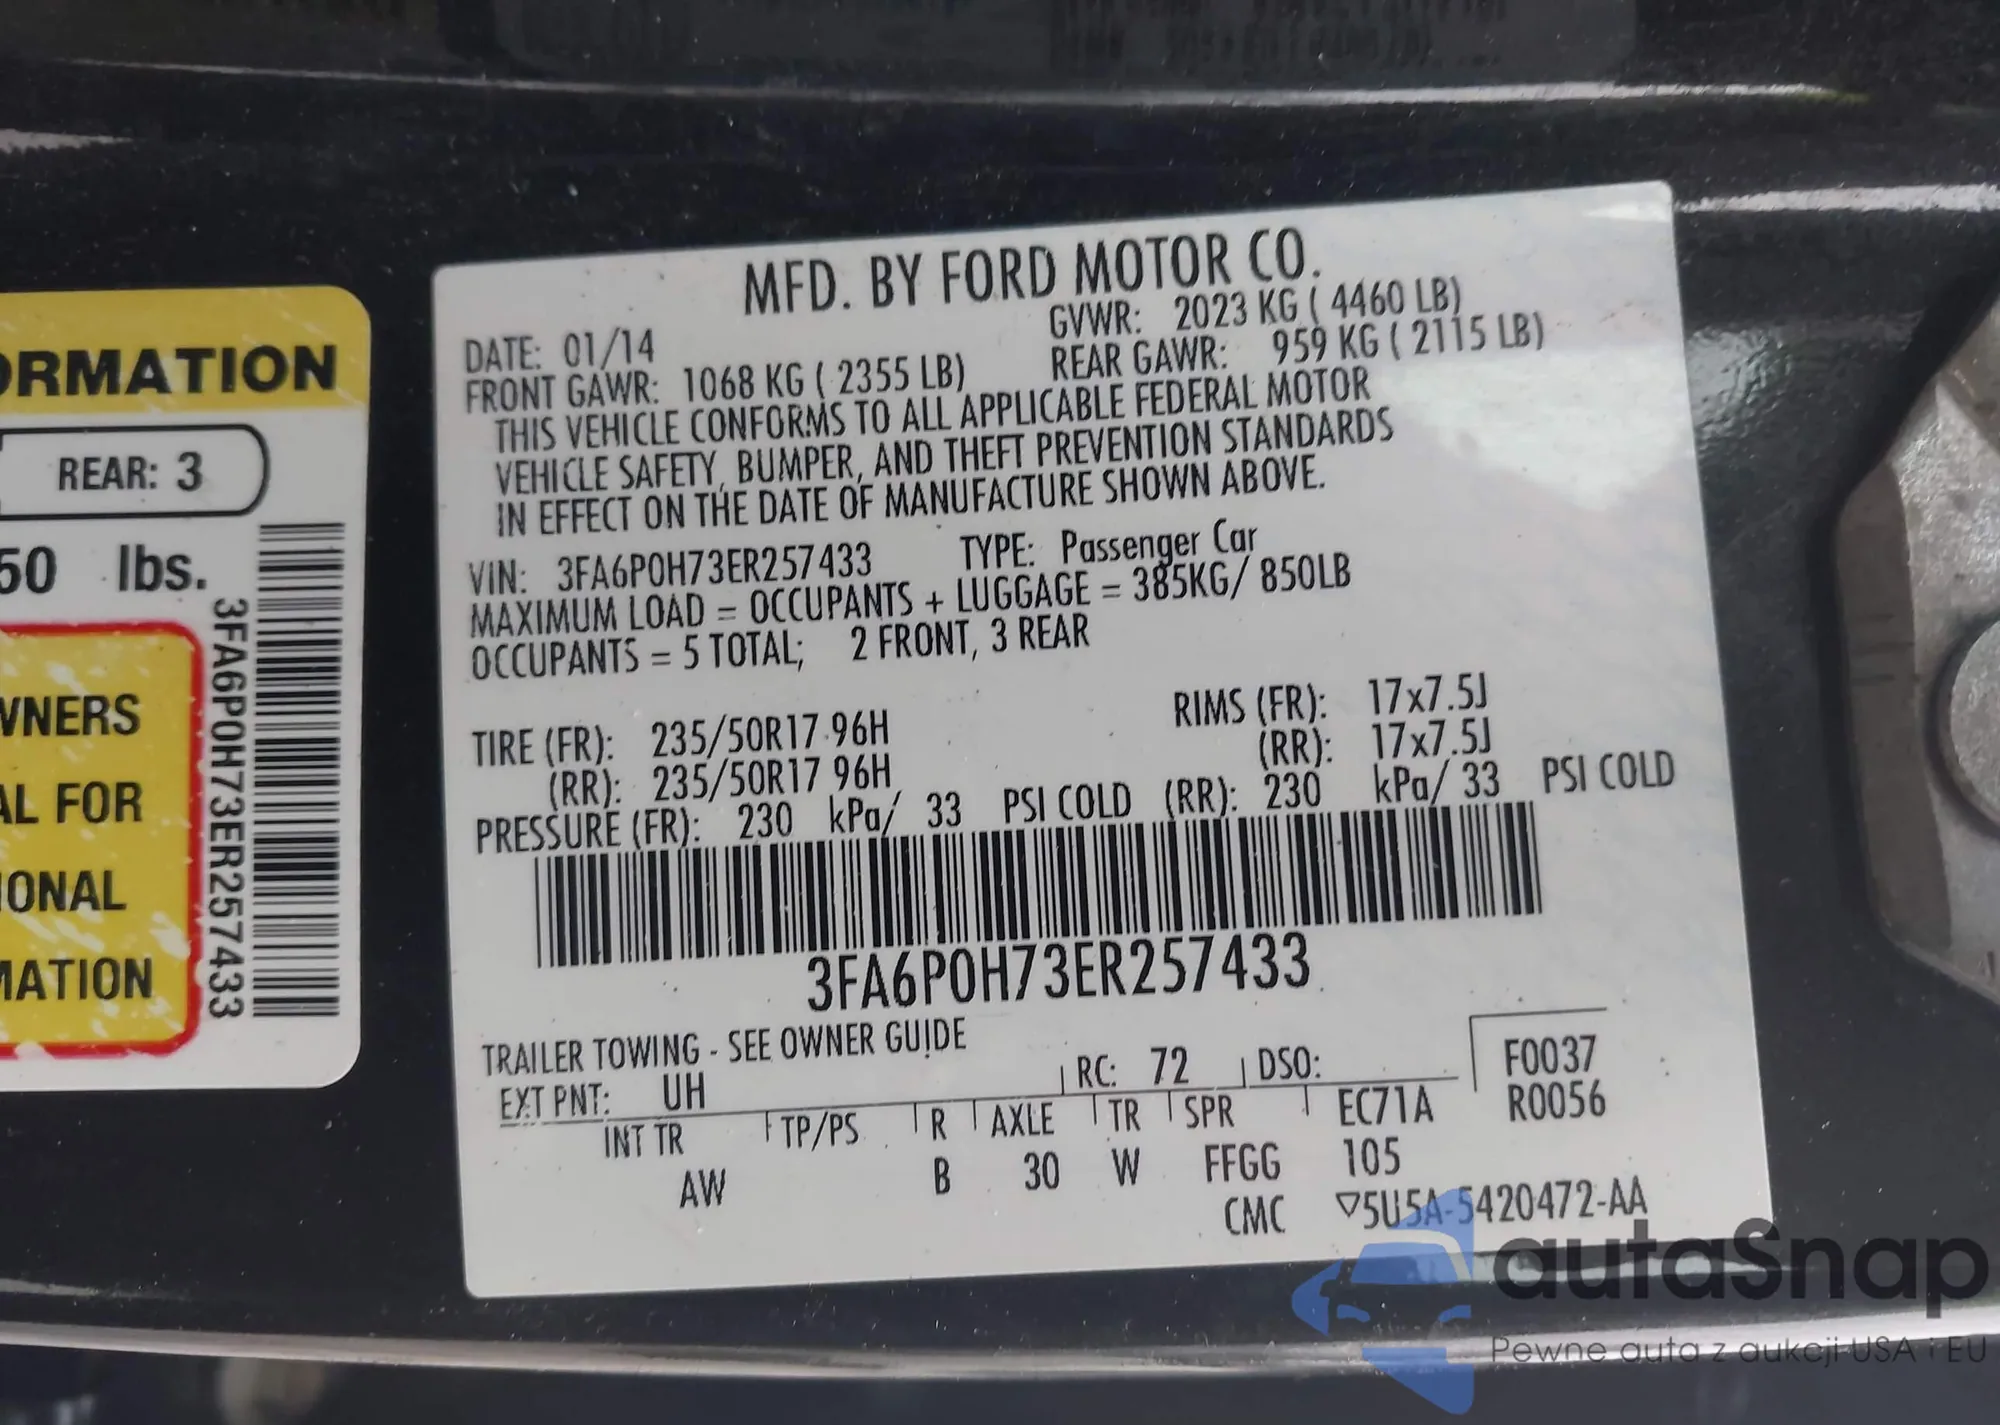 ORMATION
REAR: 3
50 lbs.
WNERS
AL FOR
IONAL
MATION
3FA6P0H73ER257433
MFD. BY FORD MOTOR CO.
DATE: 01/14 GVWR: 2023 KG ( 4460 LB)
FRONT GAWR: 1068 KG ( 2355 LB) REAR GAWR: 959 KG ( 2115 LB)
THIS VEHICLE CONFORMS TO ALL APPLICABLE FEDERAL MOTOR
VEHICLE SAFETY, BUMPER, AND THEFT PREVENTION STANDARDS
IN EFFECT ON THE DATE OF MANUFACTURE SHOWN ABOVE.
VIN: 3FA6P0H73ER257433 TYPE: Passenger Car
MAXIMUM LOAD = OCCUPANTS + LUGGAGE = 385KG/ 850LB
OCCUPANTS = 5 TOTAL; 2 FRONT, 3 REAR
TIRE (FR): 235/50R17 96H RIMS (FR): 17x7.5J
(RR): 235/50R17 96H (RR): 17x7.5J
PRESSURE (FR): 230 kPa/ 33 PSI COLD (RR): 230 kPa/ 33 PSI COLD
3FA6P0H73ER257433
TRAILER TOWING - SEE OWNER GUIDE
EXT PNT: UH RC: 72 DSO: F0037
INT TR TP/PS R AXLE TR SPR EC71A R0056
AW B 30 W FFGG 105
CMC ▽5U5A-5420472-AA
autaSnap
Pewne auta z aukcji USA i EU